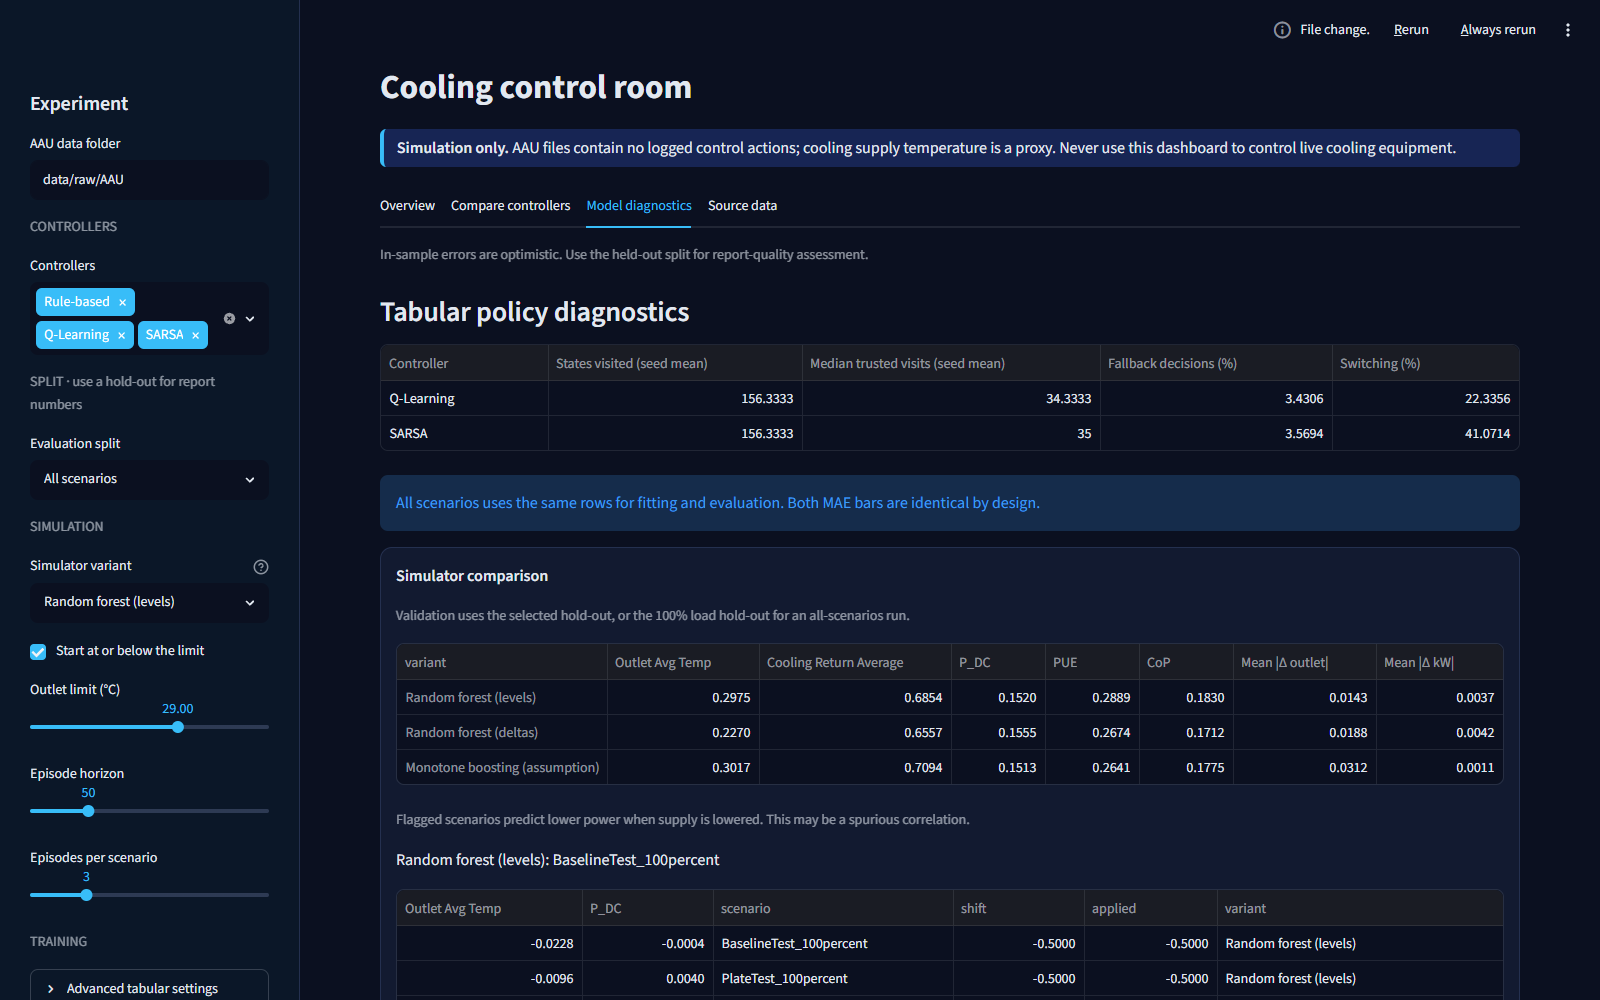 File change.
Rerun
Always rerun
Experiment
AAU data folder
data/raw/AAU
CONTROLLERS
Controllers
Rule-based ×
Q-Learning × SARSA ×
SPLIT · use a hold-out for report
numbers
Evaluation split
All scenarios
SIMULATION
Simulator variant
Random forest (levels)
Start at or below the limit
Outlet limit (°C)
29.00
Episode horizon
50
Episodes per scenario
3
TRAINING
Advanced tabular settings
Cooling control room
Simulation only. AAU files contain no logged control actions; cooling supply temperature is a proxy. Never use this dashboard to control live cooling equipment.
Overview Compare controllers Model diagnostics Source data
In-sample errors are optimistic. Use the held-out split for report-quality assessment.
Tabular policy diagnostics
Controller States visited (seed mean) Median trusted visits (seed mean) Fallback decisions (%) Switching (%)
Q-Learning 156.3333 34.3333 3.4306 22.3356
SARSA 156.3333 35 3.5694 41.0714
All scenarios uses the same rows for fitting and evaluation. Both MAE bars are identical by design.
Simulator comparison
Validation uses the selected hold-out, or the 100% load hold-out for an all-scenarios run.
variant Outlet Avg Temp Cooling Return Average P_DC PUE CoP Mean |Δ outlet| Mean |Δ kW|
Random forest (levels) 0.2975 0.6854 0.1520 0.2889 0.1830 0.0143 0.0037
Random forest (deltas) 0.2270 0.6557 0.1555 0.2674 0.1712 0.0188 0.0042
Monotone boosting (assumption) 0.3017 0.7094 0.1513 0.2641 0.1775 0.0312 0.0011
Flagged scenarios predict lower power when supply is lowered. This may be a spurious correlation.
Random forest (levels): BaselineTest_100percent
Outlet Avg Temp P_DC scenario shift applied variant
-0.0228 -0.0004 BaselineTest_100percent -0.5000 -0.5000 Random forest (levels)
-0.0096 0.0040 PlateTest_100percent -0.5000 -0.5000 Random forest (levels)